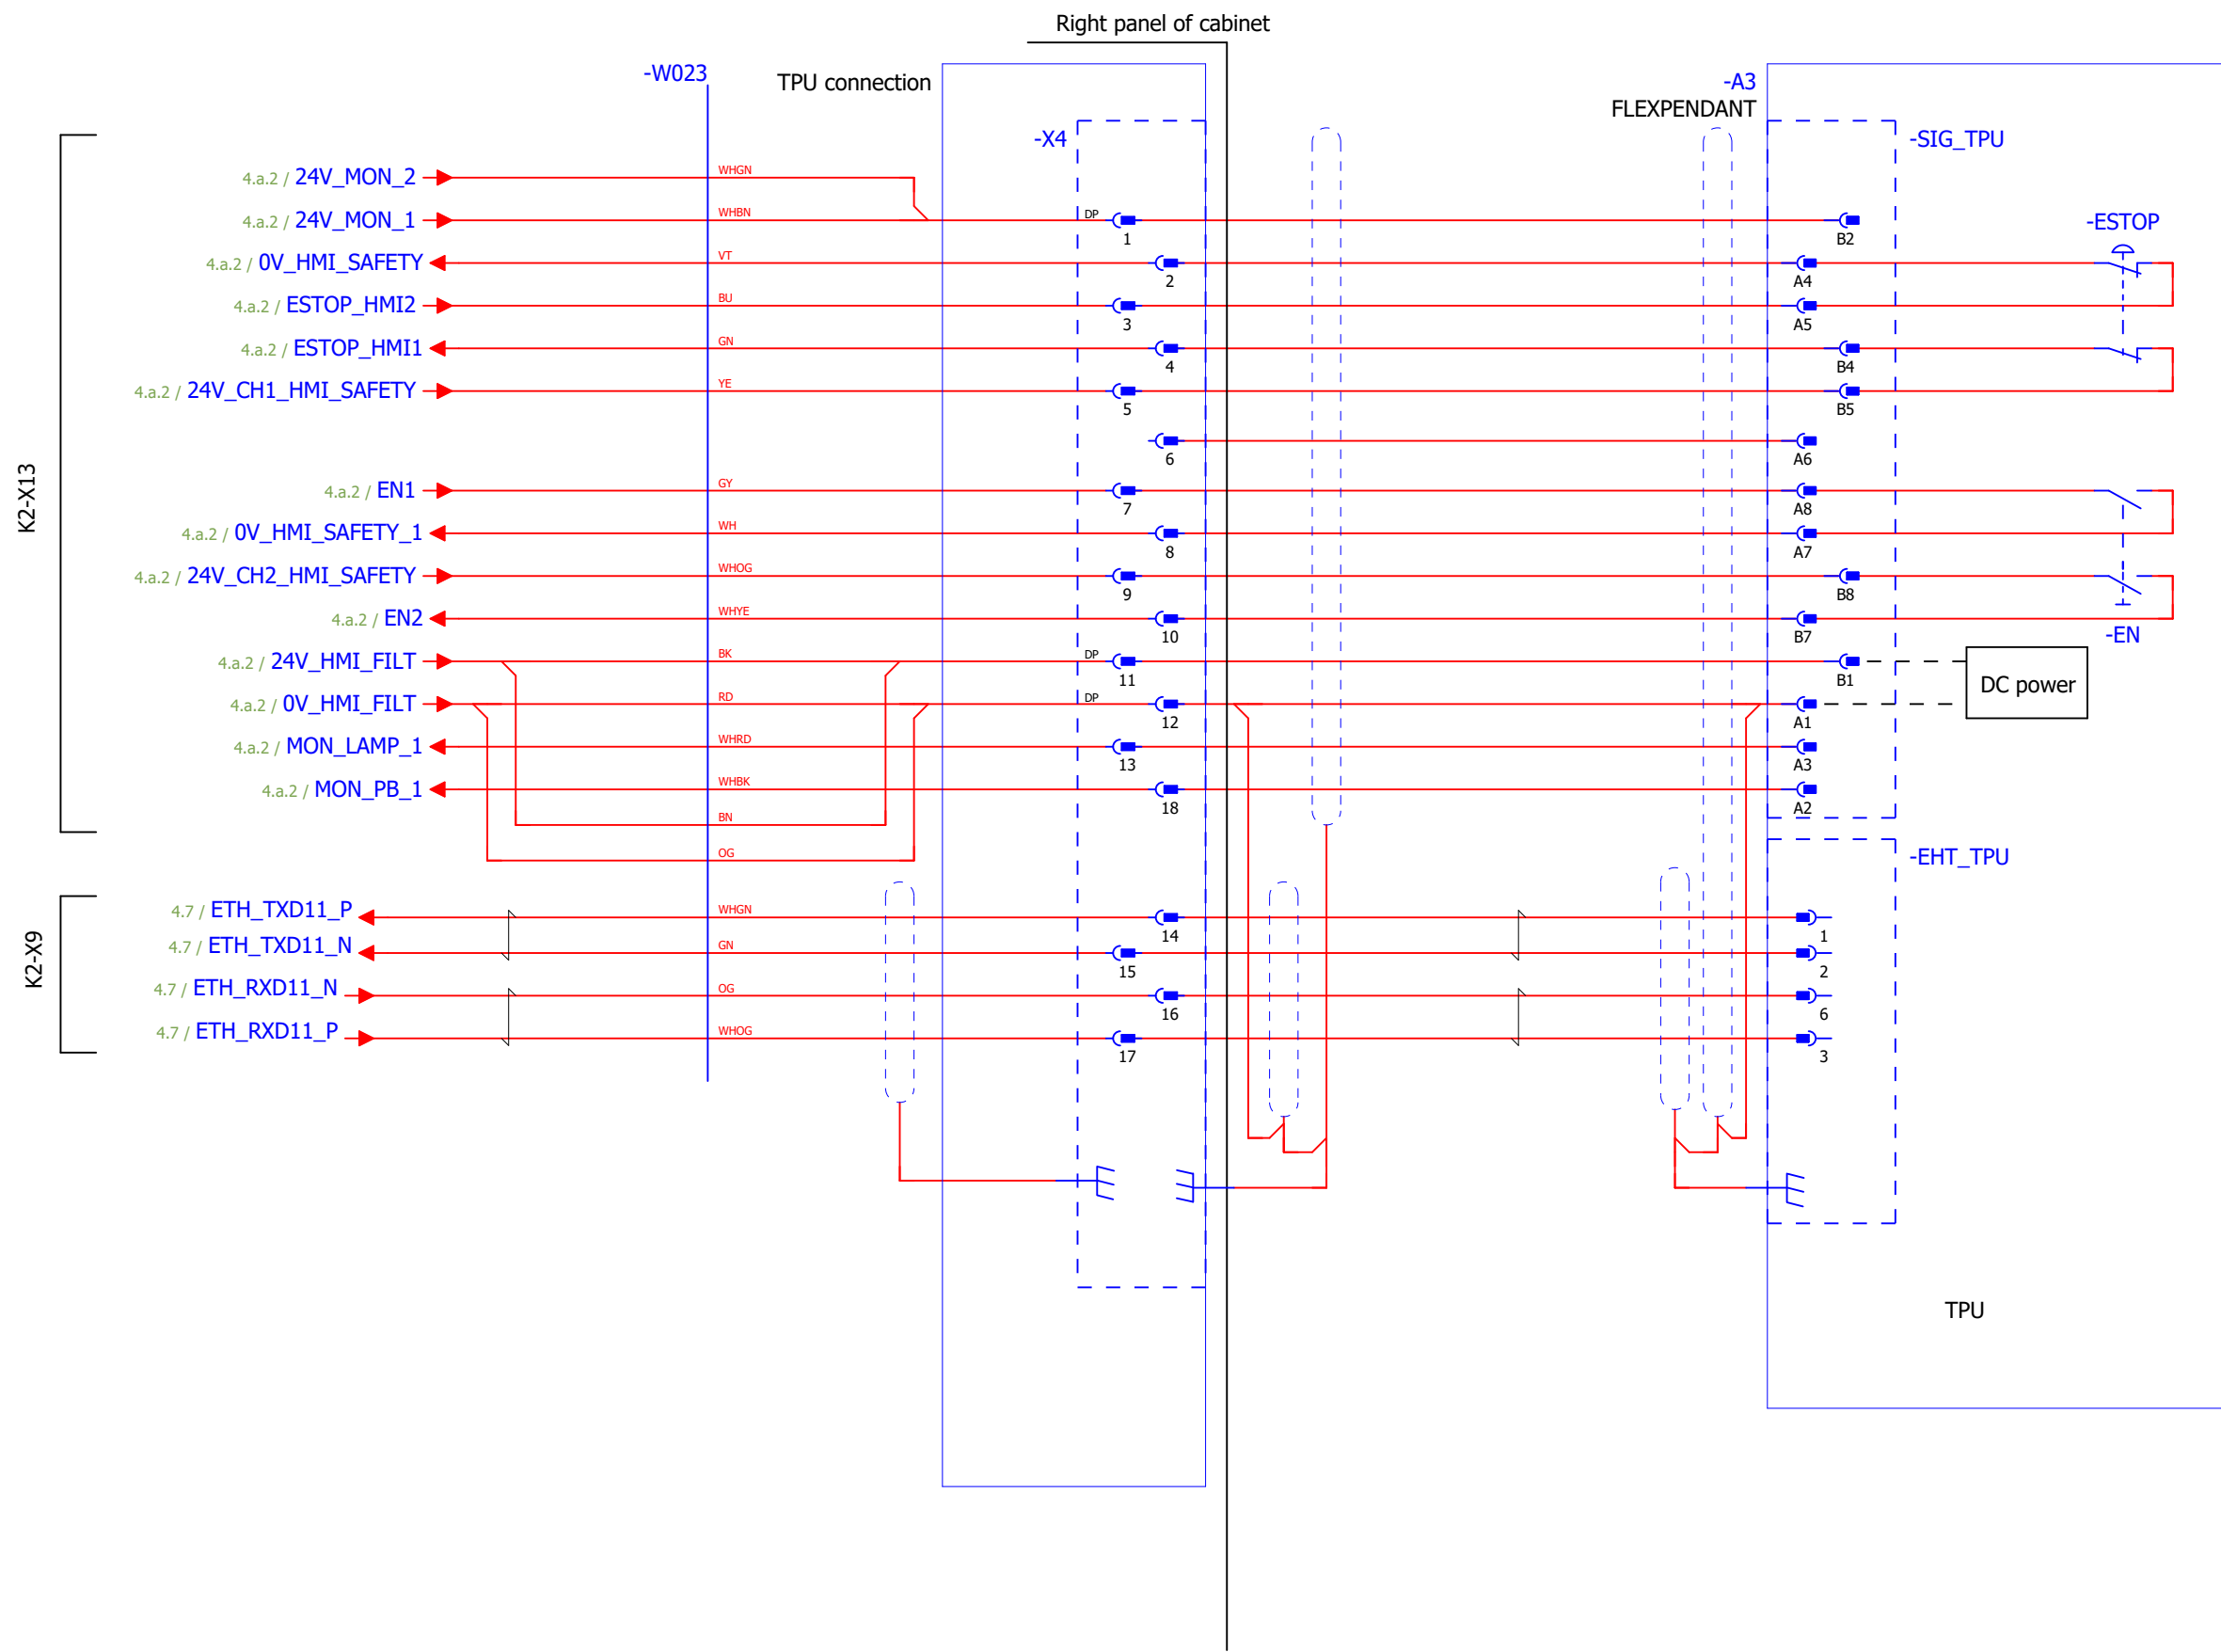 Right panel of cabinet
-W023
TPU connection
-A3
FLEXPENDANT
-X4
-SIG_TPU
4.a.2 / 24V_MON_2 WHGN
4.a.2 / 24V_MON_1 WHBN DP 1 B2
-ESTOP
4.a.2 / 0V_HMI_SAFETY VT 2 A4
4.a.2 / ESTOP_HMI2 BU 3 A5
4.a.2 / ESTOP_HMI1 GN 4 B4
4.a.2 / 24V_CH1_HMI_SAFETY YE 5 B5
6 A6
K2-X13
4.a.2 / EN1 GY 7 A8
4.a.2 / 0V_HMI_SAFETY_1 WH 8 A7
4.a.2 / 24V_CH2_HMI_SAFETY WHOG 9 B8
4.a.2 / EN2 WHYE 10 B7
-EN
4.a.2 / 24V_HMI_FILT BK DP 11 B1
DC power
4.a.2 / 0V_HMI_FILT RD DP 12 A1
4.a.2 / MON_LAMP_1 WHRD 13 A3
4.a.2 / MON_PB_1 WHBK 18 A2
BN
OG
-EHT_TPU
K2-X9
4.7 / ETH_TXD11_P WHGN 14 1
4.7 / ETH_TXD11_N GN 15 2
4.7 / ETH_RXD11_N OG 16 6
4.7 / ETH_RXD11_P WHOG 17 3
TPU